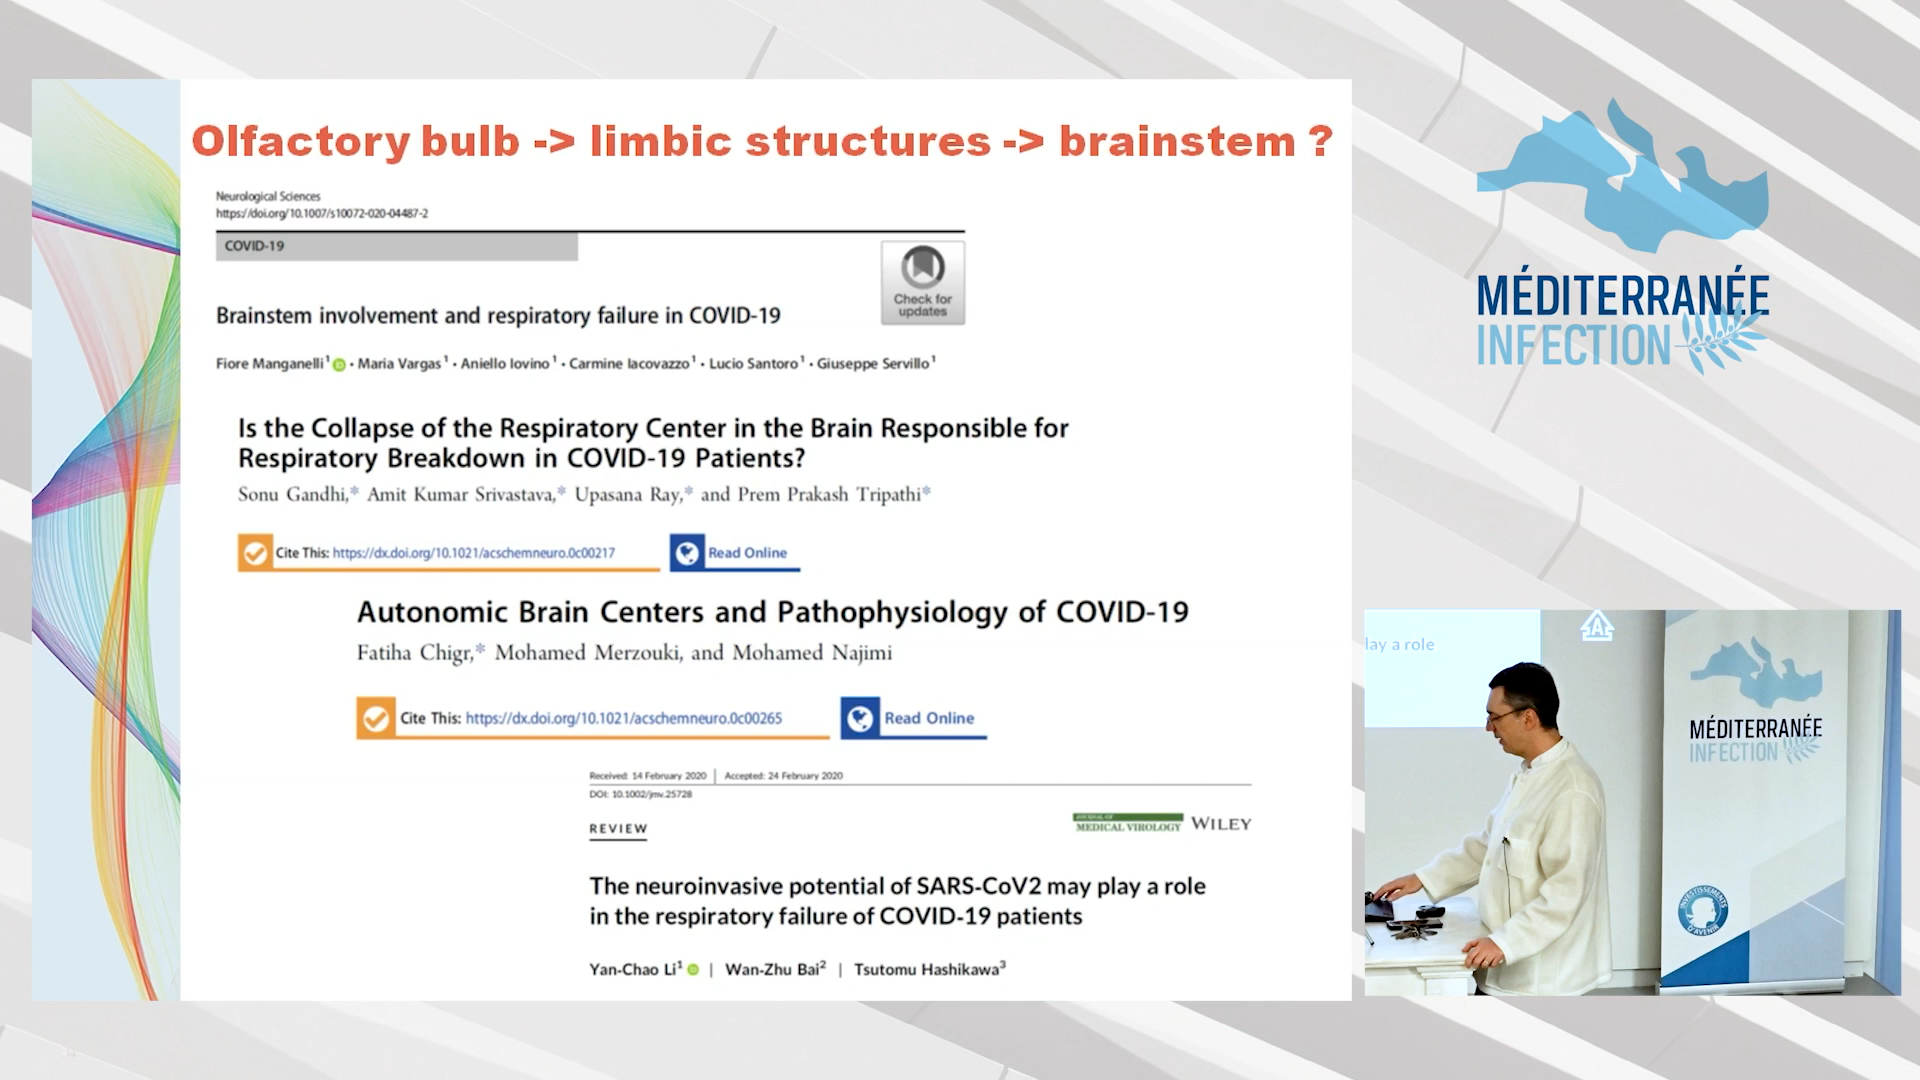 Olfactory bulb -> limbic structures -> brainstem ?
Neurological Sciences
https://doi.org/10.1007/s10072-020-04487-2
COVID-19
Check for
updates
Brainstem involvement and respiratory failure in COVID-19
Fiore Manganelli1 iD · Maria Vargas1 · Aniello Iovino1 · Carmine Iacovazzo1 · Lucio Santoro1 · Giuseppe Servillo1
Is the Collapse of the Respiratory Center in the Brain Responsible for
Respiratory Breakdown in COVID-19 Patients?
Sonu Gandhi,* Amit Kumar Srivastava,* Upasana Ray,* and Prem Prakash Tripathi*
Cite This: https://dx.doi.org/10.1021/acschemneuro.0c00217
Read Online
Autonomic Brain Centers and Pathophysiology of COVID-19
Fatiha Chigr,* Mohamed Merzouki, and Mohamed Najimi
Cite This: https://dx.doi.org/10.1021/acschemneuro.0c00265
Read Online
Received: 14 February 2020 | Accepted: 24 February 2020
DOI: 10.1002/jmv.25728
REVIEW
JOURNAL OF
MEDICAL VIROLOGY
WILEY
The neuroinvasive potential of SARS-CoV2 may play a role
in the respiratory failure of COVID-19 patients
Yan-Chao Li1 iD | Wan-Zhu Bai2 | Tsutomu Hashikawa3
MÉDITERRANÉE
INFECTION
lay a role
A
MÉDITERRANÉE
INFECTION
INVESTISSEMENTS
D'AVENIR